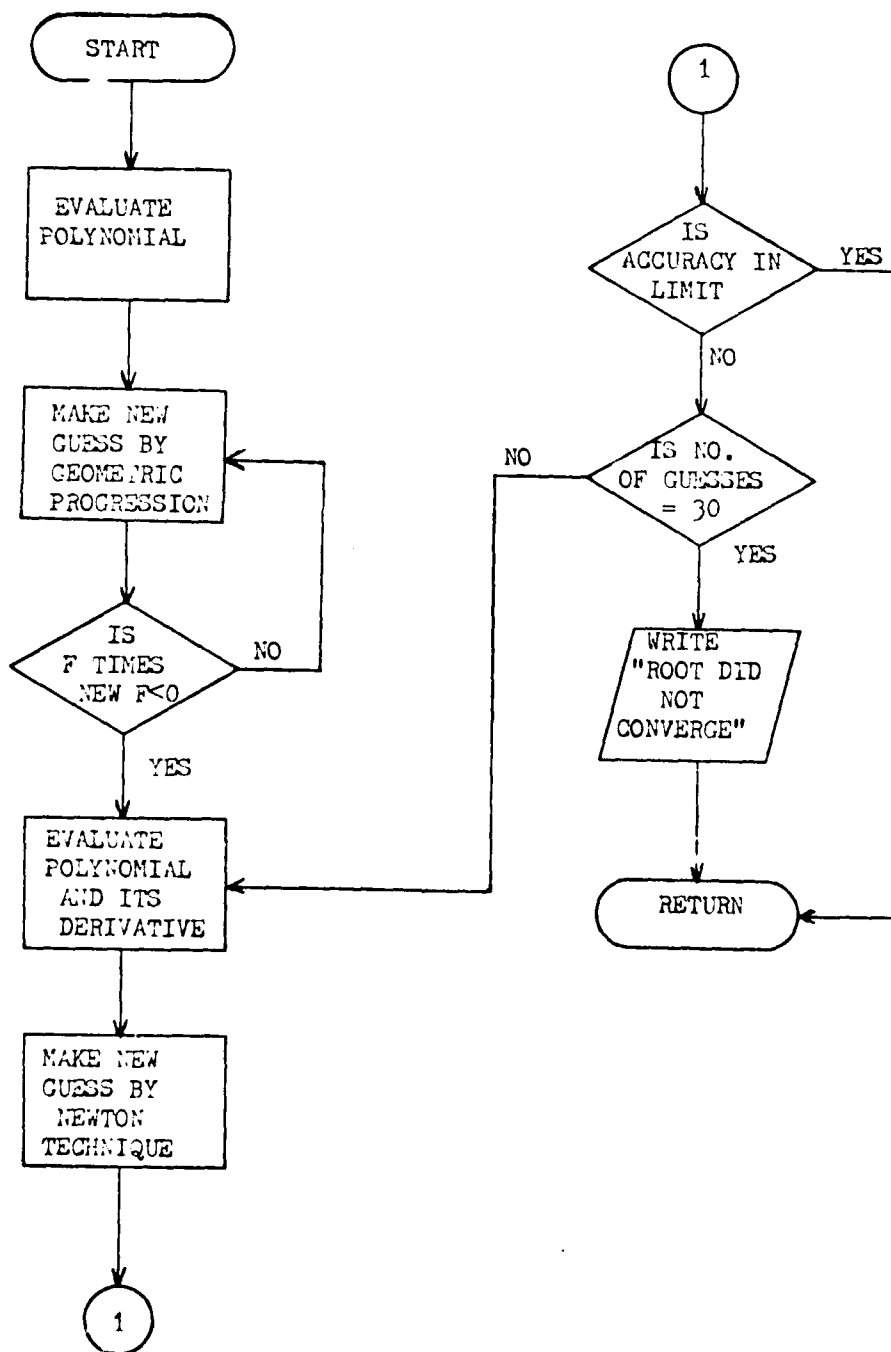 START
EVALUATE
POLYNOMIAL
MAKE NEW
GUESS BY
GEOMETRIC
PROGRESSION
IS
F TIMES
NEW F<0
NO
YES
EVALUATE
POLYNOMIAL
AND ITS
DERIVATIVE
MAKE NEW
GUESS BY
NEWTON
TECHNIQUE
1
1
IS
ACCURACY IN
LIMIT
YES
NO
IS NO.
OF GUESSES
= 30
NO
YES
WRITE
"ROOT DID
NOT
CONVERGE"
RETURN